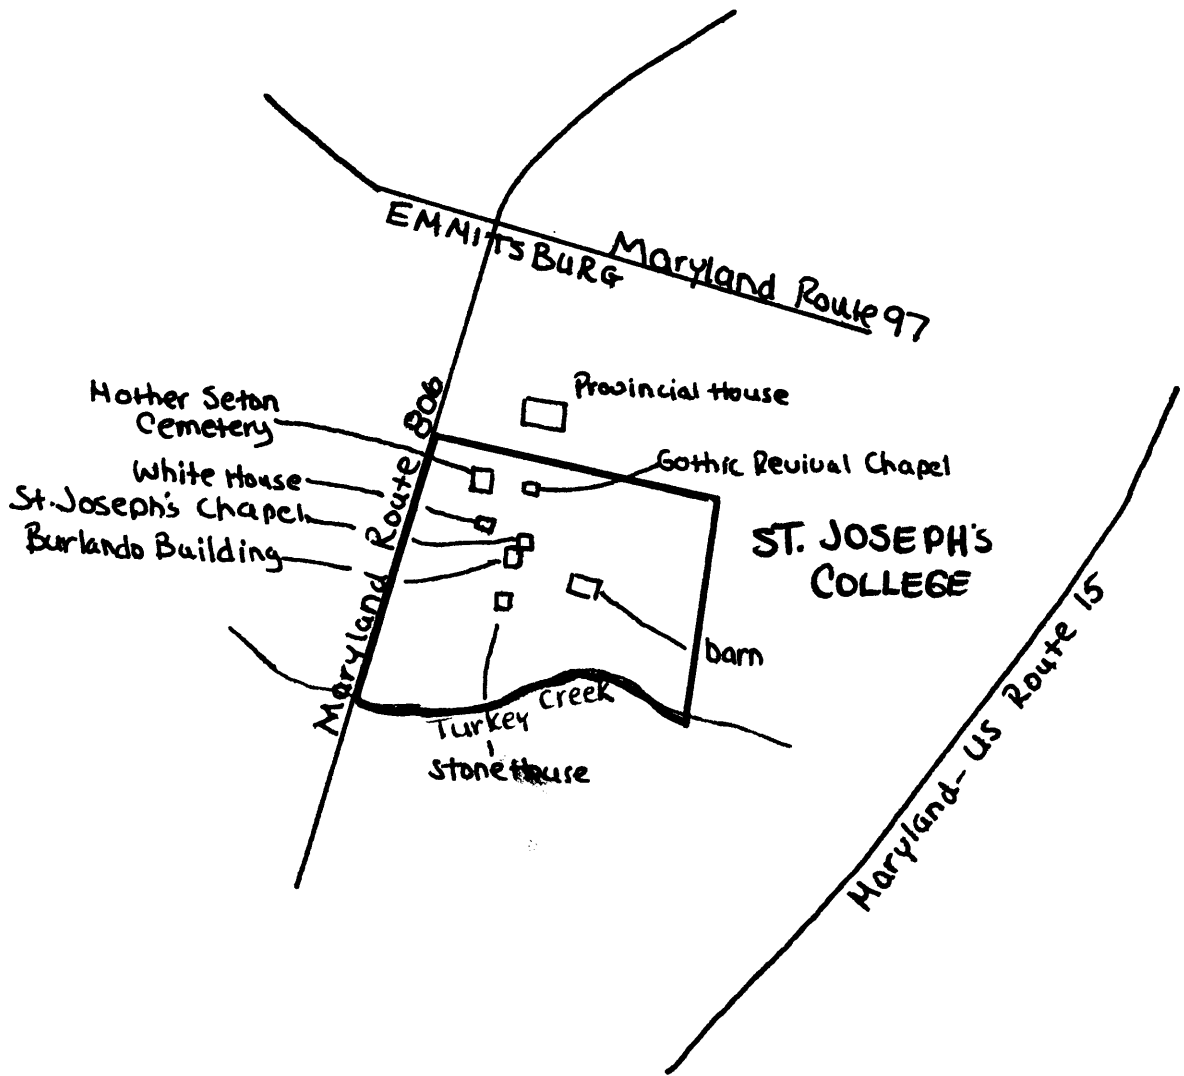 EMMITSBURG
Maryland Route 97
Provincial House
Mother Seton
Cemetery
Maryland Route 806
Gothic Revival Chapel
White House
St. Joseph's Chapel
Burlando Building
ST. JOSEPH'S
COLLEGE
barn
Turkey Creek
Stone House
Maryland - US Route 15